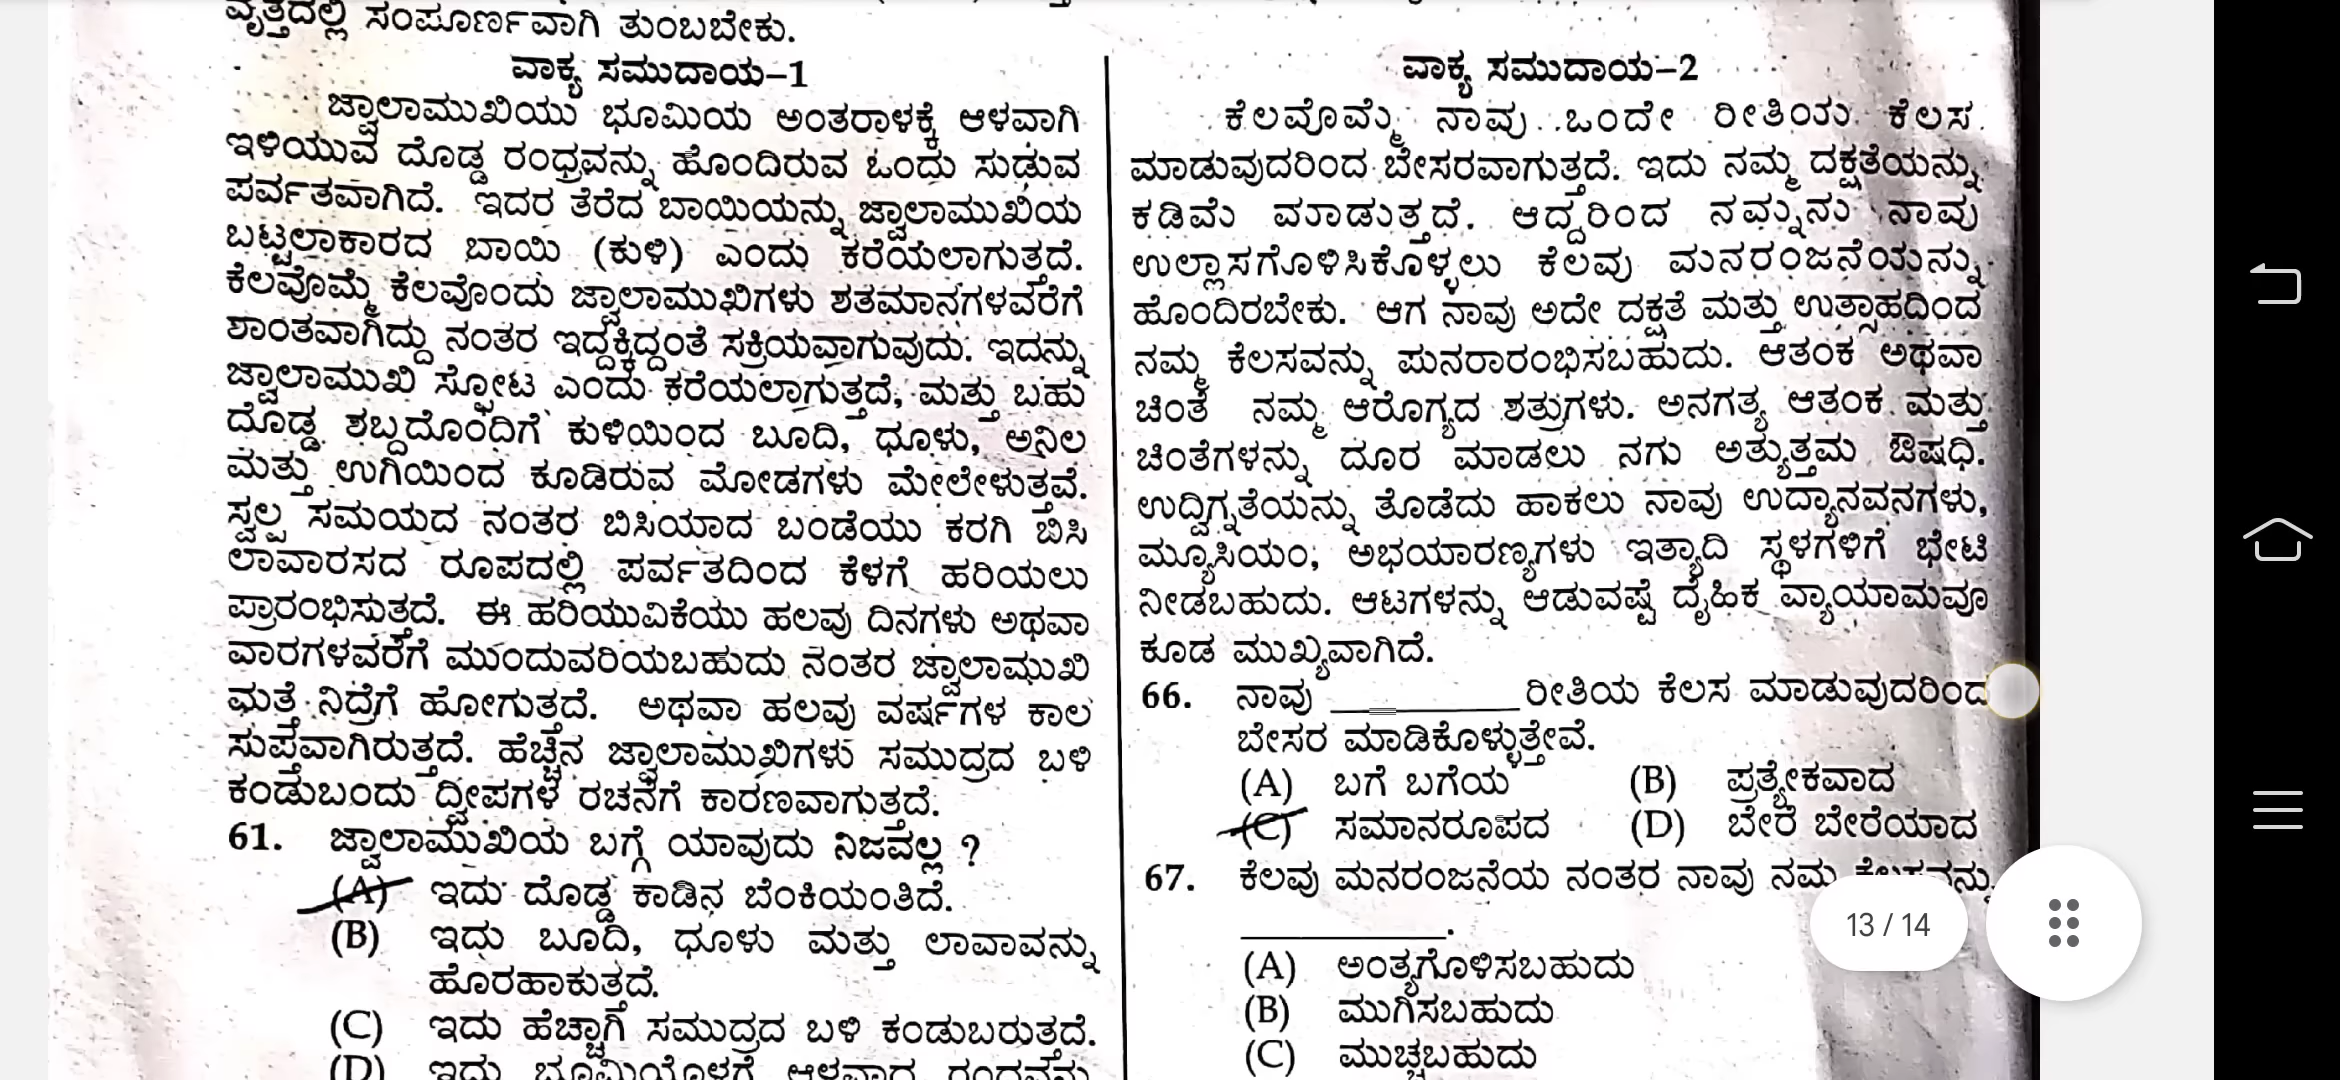 ವೃತ್ತದಲ್ಲಿ ಸಂಪೂರ್ಣವಾಗಿ ತುಂಬಬೇಕು.
ವಾಕ್ಯ ಸಮುದಾಯ–1
ಜ್ವಾಲಾಮುಖಿಯು ಭೂಮಿಯ ಅಂತರಾಳಕ್ಕೆ ಆಳವಾಗಿ
ಇಳಿಯುವ ದೊಡ್ಡ ರಂಧ್ರವನ್ನು ಹೊಂದಿರುವ ಒಂದು ಸುಡುವ
ಪರ್ವತವಾಗಿದೆ. ಇದರ ತೆರೆದ ಬಾಯಿಯನ್ನು ಜ್ವಾಲಾಮುಖಿಯ
ಬಟ್ಟಲಾಕಾರದ ಬಾಯಿ (ಕುಳಿ) ಎಂದು ಕರೆಯಲಾಗುತ್ತದೆ.
ಕೆಲವೊಮ್ಮೆ ಕೆಲವೊಂದು ಜ್ವಾಲಾಮುಖಿಗಳು ಶತಮಾನಗಳವರೆಗೆ
ಶಾಂತವಾಗಿದ್ದು ನಂತರ ಇದ್ದಕ್ಕಿದ್ದಂತೆ ಸಕ್ರಿಯವಾಗುವುದು. ಇದನ್ನು
ಜ್ವಾಲಾಮುಖಿ ಸ್ಫೋಟ ಎಂದು ಕರೆಯಲಾಗುತ್ತದೆ, ಮತ್ತು ಬಹು
ದೊಡ್ಡ ಶಬ್ದದೊಂದಿಗೆ ಕುಳಿಯಿಂದ ಬೂದಿ, ಧೂಳು, ಅನಿಲ
ಮತ್ತು ಉಗಿಯಿಂದ ಕೂಡಿರುವ ಮೋಡಗಳು ಮೇಲೇಳುತ್ತವೆ.
ಸ್ವಲ್ಪ ಸಮಯದ ನಂತರ ಬಿಸಿಯಾದ ಬಂಡೆಯು ಕರಗಿ ಬಿಸಿ
ಲಾವಾರಸದ ರೂಪದಲ್ಲಿ ಪರ್ವತದಿಂದ ಕೆಳಗೆ ಹರಿಯಲು
ಪ್ರಾರಂಭಿಸುತ್ತದೆ. ಈ ಹರಿಯುವಿಕೆಯು ಹಲವು ದಿನಗಳು ಅಥವಾ
ವಾರಗಳವರೆಗೆ ಮುಂದುವರಿಯಬಹುದು ನಂತರ ಜ್ವಾಲಾಮುಖಿ
ಮತ್ತೆ ನಿದ್ರೆಗೆ ಹೋಗುತ್ತದೆ. ಅಥವಾ ಹಲವು ವರ್ಷಗಳ ಕಾಲ
ಸುಪ್ತವಾಗಿರುತ್ತದೆ. ಹೆಚ್ಚಿನ ಜ್ವಾಲಾಮುಖಿಗಳು ಸಮುದ್ರದ ಬಳಿ
ಕಂಡುಬಂದು ದ್ವೀಪಗಳ ರಚನೆಗೆ ಕಾರಣವಾಗುತ್ತದೆ.
61. ಜ್ವಾಲಾಮುಖಿಯ ಬಗ್ಗೆ ಯಾವುದು ನಿಜವಲ್ಲ ?
(A) ಇದು ದೊಡ್ಡ ಕಾಡಿನ ಬೆಂಕಿಯಂತಿದೆ.
(B) ಇದು ಬೂದಿ, ಧೂಳು ಮತ್ತು ಲಾವಾವನ್ನು
ಹೊರಹಾಕುತ್ತದೆ.
(C) ಇದು ಹೆಚ್ಚಾಗಿ ಸಮುದ್ರದ ಬಳಿ ಕಂಡುಬರುತ್ತದೆ.
(D) ಇದು ಭೂಮಿಯೊಳಗೆ ಆಳವಾದ ರಂಧ್ರವನ್ನು
ವಾಕ್ಯ ಸಮುದಾಯ–2
ಕೆಲವೊಮ್ಮೆ ನಾವು ಒಂದೇ ರೀತಿಯ ಕೆಲಸ
ಮಾಡುವುದರಿಂದ ಬೇಸರವಾಗುತ್ತದೆ. ಇದು ನಮ್ಮ ದಕ್ಷತೆಯನ್ನು
ಕಡಿಮೆ ಮಾಡುತ್ತದೆ. ಆದ್ದರಿಂದ ನಮ್ಮನು ನಾವು
ಉಲ್ಲಾಸಗೊಳಿಸಿಕೊಳ್ಳಲು ಕೆಲವು ಮನರಂಜನೆಯನ್ನು
ಹೊಂದಿರಬೇಕು. ಆಗ ನಾವು ಅದೇ ದಕ್ಷತೆ ಮತ್ತು ಉತ್ಸಾಹದಿಂದ
ನಮ್ಮ ಕೆಲಸವನ್ನು ಪುನರಾರಂಭಿಸಬಹುದು. ಆತಂಕ ಅಥವಾ
ಚಿಂತೆ ನಮ್ಮ ಆರೋಗ್ಯದ ಶತ್ರುಗಳು. ಅನಗತ್ಯ ಆತಂಕ ಮತ್ತು
ಚಿಂತೆಗಳನ್ನು ದೂರ ಮಾಡಲು ನಗು ಅತ್ಯುತ್ತಮ ಔಷಧಿ.
ಉದ್ವಿಗ್ನತೆಯನ್ನು ತೊಡೆದು ಹಾಕಲು ನಾವು ಉದ್ಯಾನವನಗಳು,
ಮ್ಯೂಸಿಯಂ, ಅಭಯಾರಣ್ಯಗಳು ಇತ್ಯಾದಿ ಸ್ಥಳಗಳಿಗೆ ಭೇಟಿ
ನೀಡಬಹುದು. ಆಟಗಳನ್ನು ಆಡುವಷ್ಟೆ ದೈಹಿಕ ವ್ಯಾಯಾಮವೂ
ಕೂಡ ಮುಖ್ಯವಾಗಿದೆ.
66. ನಾವು ________ ರೀತಿಯ ಕೆಲಸ ಮಾಡುವುದರಿಂದ
ಬೇಸರ ಮಾಡಿಕೊಳ್ಳುತ್ತೇವೆ.
(A) ಬಗೆ ಬಗೆಯ (B) ಪ್ರತ್ಯೇಕವಾದ
(C) ಸಮಾನರೂಪದ (D) ಬೇರೆ ಬೇರೆಯಾದ
67. ಕೆಲವು ಮನರಂಜನೆಯ ನಂತರ ನಾವು ನಮ್ಮ ಕೆಲಸವನ್ನು
________.
(A) ಅಂತ್ಯಗೊಳಿಸಬಹುದು
(B) ಮುಗಿಸಬಹುದು
(C) ಮುಚ್ಚಬಹುದು
13 / 14